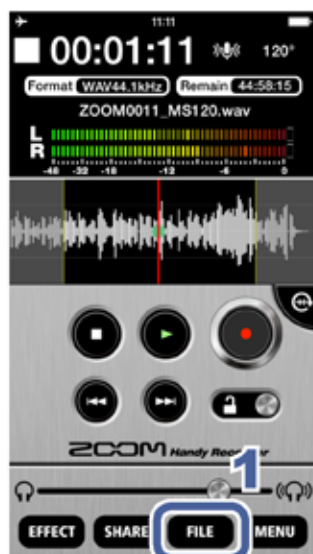 11:11
00:01:11 120°
Format WAV44.1kHz Remain 44:58:15
ZOOM0011_MS120.wav
L
R
-48 -32 -18 -12 -6 0
ZOOM Handy Recorder
1
EFFECT SHARE FILE MENU